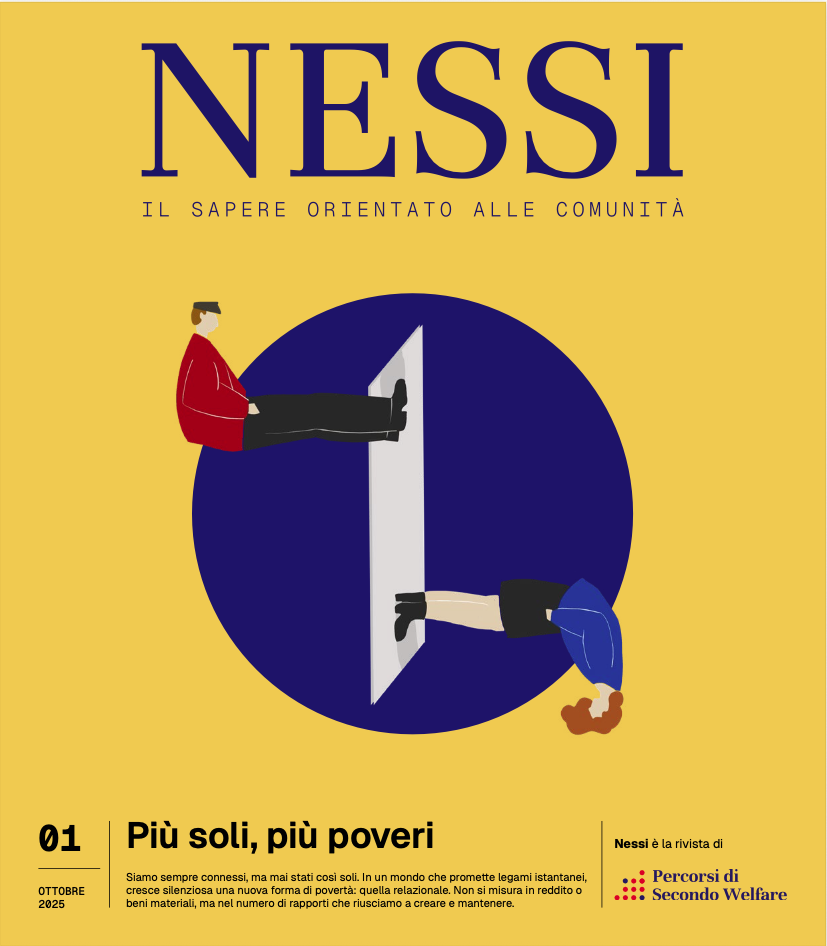 NESSI
IL SAPERE ORIENTATO ALLE COMUNITÀ
01
OTTOBRE
2025
Più soli, più poveri
Siamo sempre connessi, ma mai stati così soli. In un mondo che promette legami istantanei,
cresce silenziosa una nuova forma di povertà: quella relazionale. Non si misura in reddito o
beni materiali, ma nel numero di rapporti che riusciamo a creare e mantenere.
Nessi è la rivista di
Percorsi di
Secondo Welfare